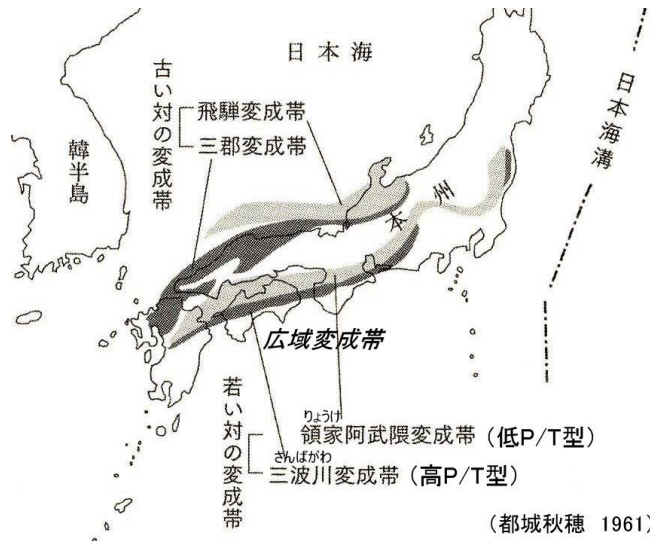 日本海
古い対の変成帯
飛騨変成帯
三郡変成帯
韓半島
日本海溝
本州
広域変成帯
若い対の変成帯
りょうけ
領家阿武隈変成帯 (低P/T型)
さんばがわ
三波川変成帯 (高P/T型)
(都城秋穂 1961)